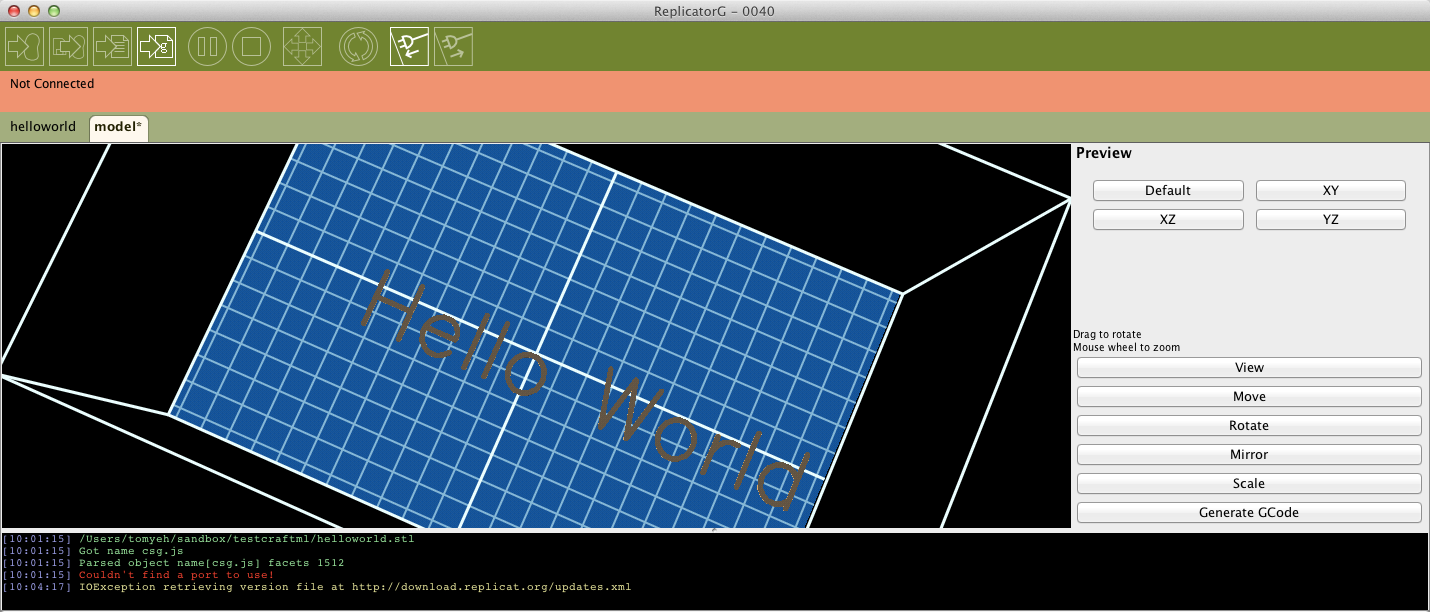 ReplicatorG - 0040
g
Not Connected
helloworld
model*
Hello World
Preview
Default
XY
XZ
YZ
Drag to rotate
Mouse wheel to zoom
View
Move
Rotate
Mirror
Scale
Generate GCode
[10:01:15] /Users/tomyeh/sandbox/testcraftml/helloworld.stl
[10:01:15] Got name csg.js
[10:01:15] Parsed object name[csg.js] facets 1512
[10:01:15] Couldn't find a port to use!
[10:04:17] IOException retrieving version file at http://download.replicat.org/updates.xml